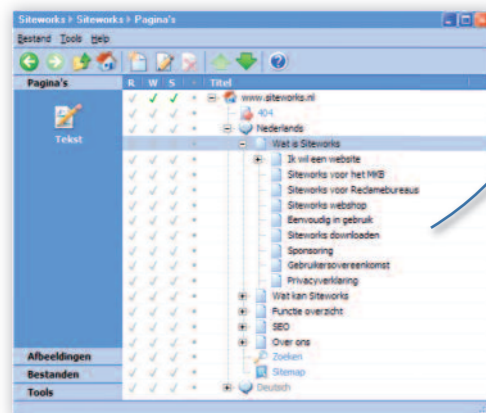 Siteworks > Siteworks > Pagina's
Bestand Tools Help
Pagina's R W S Titel
Tekst
www.siteworks.nl
404
Nederlands
Wat is Siteworks
Ik wil een website
Siteworks voor het MKB
Siteworks voor Reclamebureaus
Siteworks webshop
Eenvoudig in gebruik
Siteworks downloaden
Sponsoring
Gebruikersovereenkomst
Privacyverklaring
Wat kan Siteworks
Functie overzicht
SEO
Over ons
Zoeken
Sitemap
Deutsch
Afbeeldingen
Bestanden
Tools